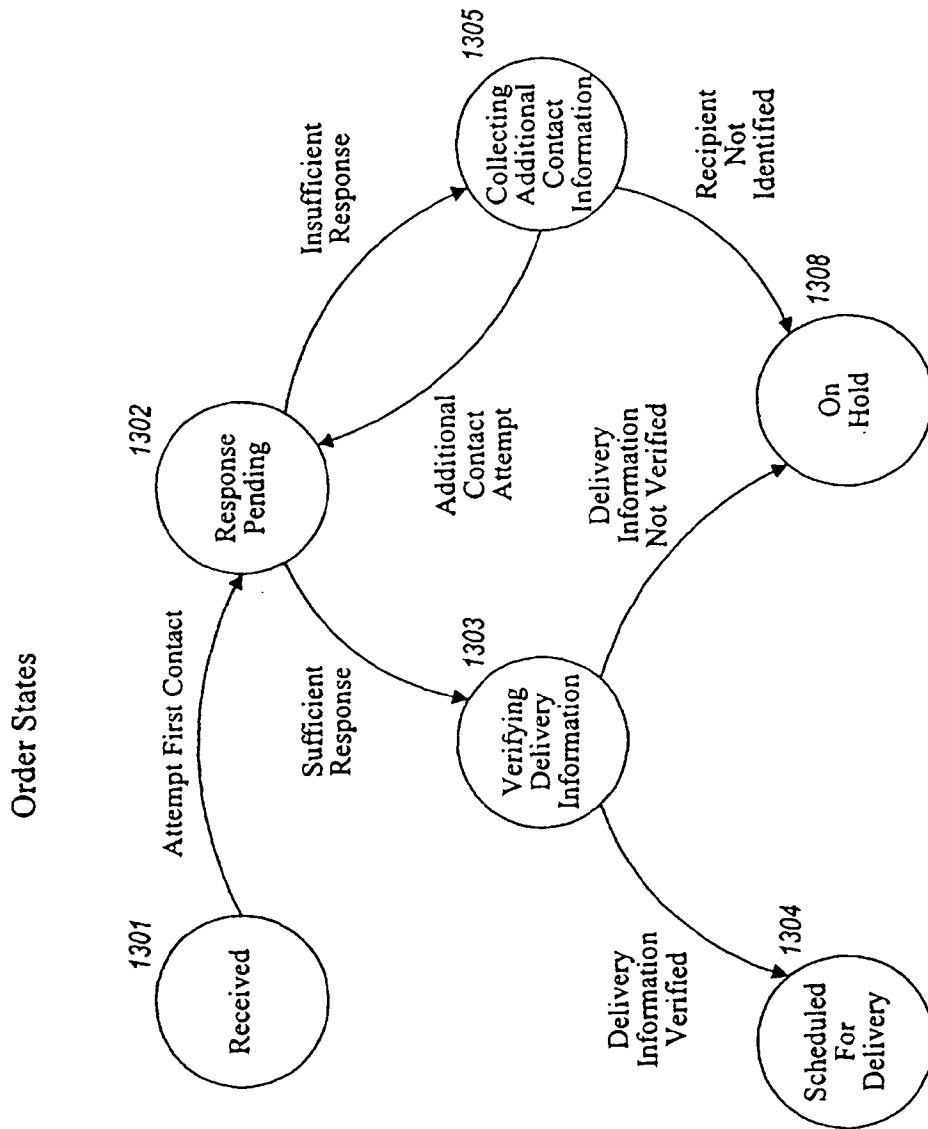 Order States
1301
Received
Attempt First Contact
1302
Response
Pending
Insufficient
Response
1305
Collecting
Additional
Contact
Information
Sufficient
Response
1303
Verifying
Delivery
Information
Additional
Contact
Attempt
Recipient
Not
Identified
Delivery
Information
Verified
1304
Scheduled
For
Delivery
Delivery
Information
Not Verified
1308
On
Hold